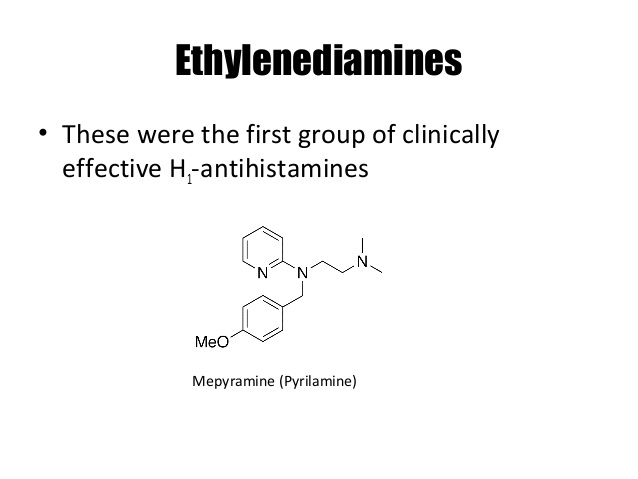 Ethylenediamines
• These were the first group of clinically
effective H₁-antihistamines
N
N
N
MeO
Mepyramine (Pyrilamine)